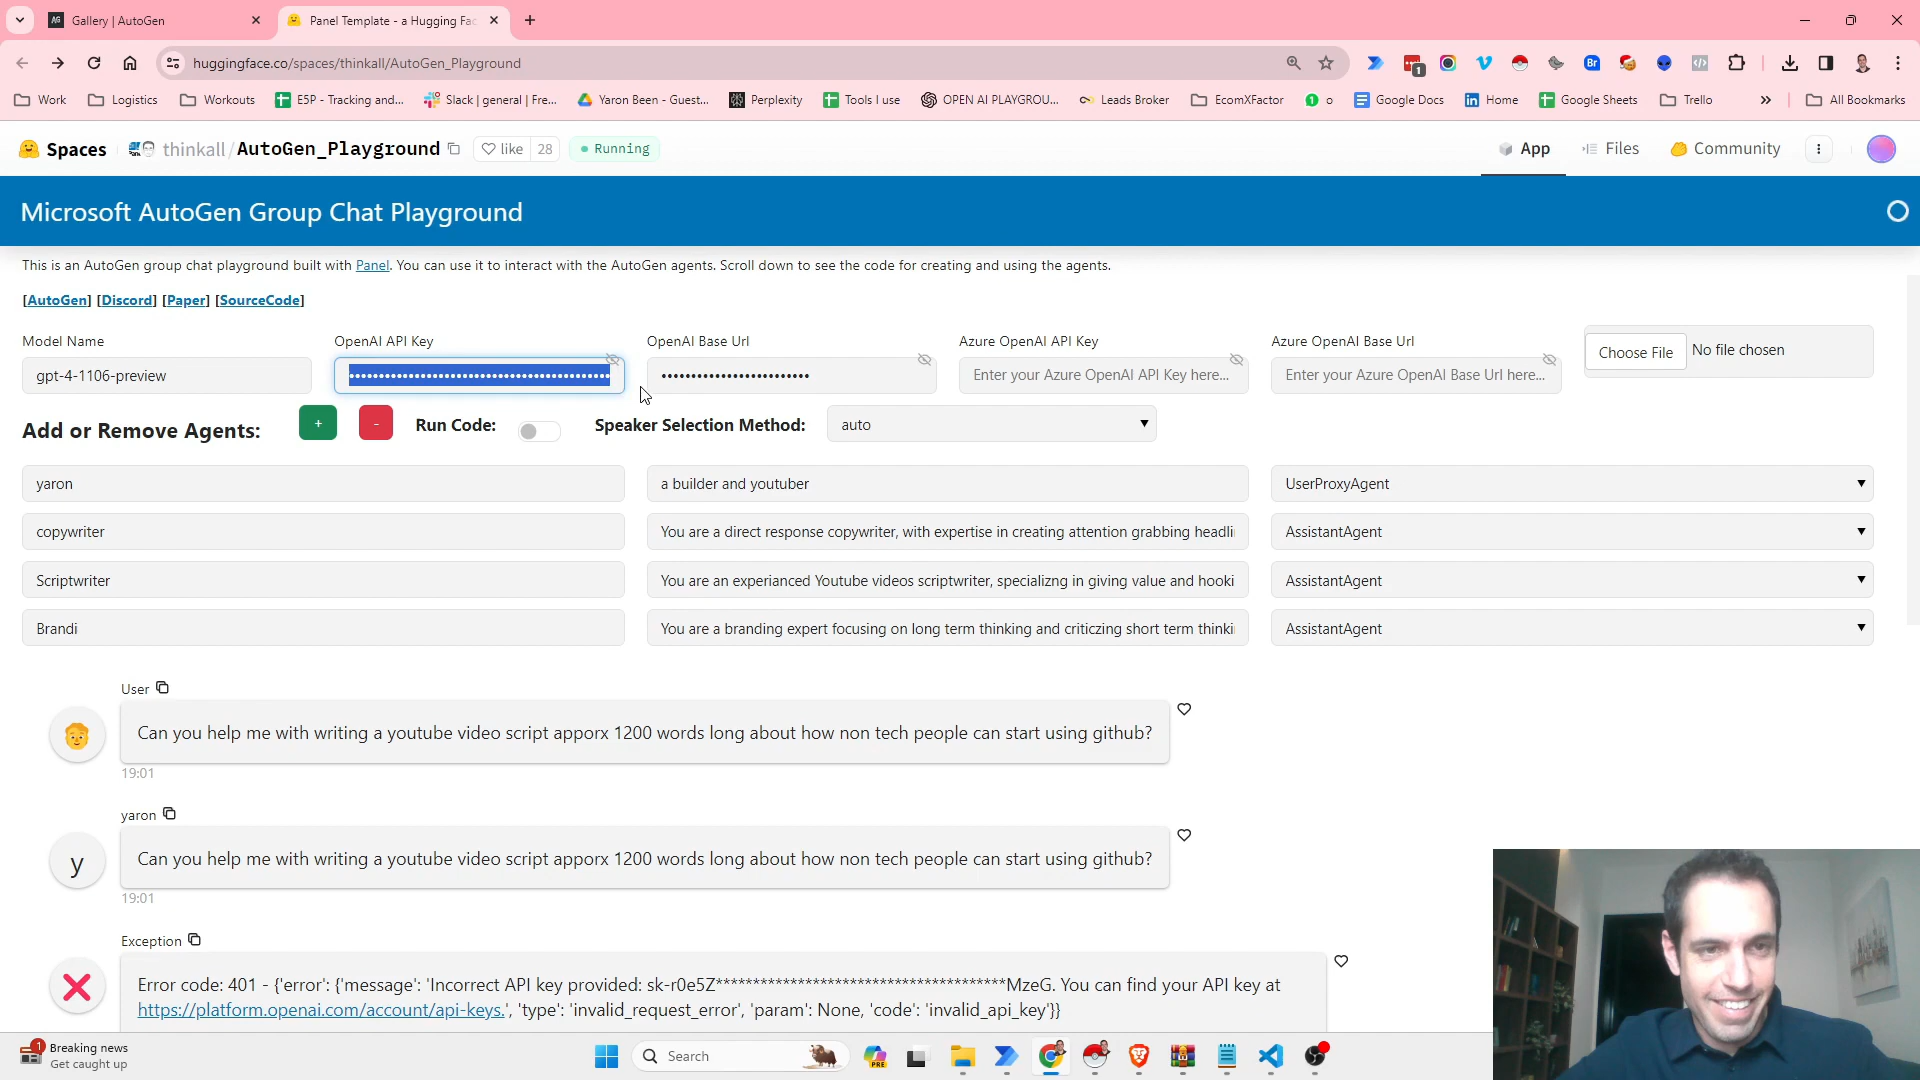 Gallery | AutoGen
Panel Template - a Hugging Fac
huggingface.co/spaces/thinkall/AutoGen_Playground
1
Br
Work
Logistics
Workouts
E5P - Tracking and...
Slack | general | Fre...
Yaron Been - Guest...
Perplexity
Tools I use
OPEN AI PLAYGROU...
Leads Broker
EcomXFactor
1
o
Google Docs
Home
Google Sheets
Trello
»
All Bookmarks
Spaces
thinkall/AutoGen_Playground
like 28
Running
App
Files
Community
Microsoft AutoGen Group Chat Playground
This is an AutoGen group chat playground built with Panel. You can use it to interact with the AutoGen agents. Scroll down to see the code for creating and using the agents.
[AutoGen] [Discord] [Paper] [SourceCode]
Model Name
OpenAI API Key
OpenAI Base Url
Azure OpenAI API Key
Azure OpenAI Base Url
gpt-4-1106-preview
Enter your Azure OpenAI API Key here...
Enter your Azure OpenAI Base Url here...
Choose File No file chosen
Add or Remove Agents:
+
-
Run Code:
Speaker Selection Method:
auto
yaron
a builder and youtuber
UserProxyAgent
copywriter
You are a direct response copywriter, with expertise in creating attention grabbing headli
AssistantAgent
Scriptwriter
You are an experianced Youtube videos scriptwriter, specializng in giving value and hooki
AssistantAgent
Brandi
You are a branding expert focusing on long term thinking and criticzing short term thinki
AssistantAgent
User
Can you help me with writing a youtube video script apporx 1200 words long about how non tech people can start using github?
19:01
yaron
y
Can you help me with writing a youtube video script apporx 1200 words long about how non tech people can start using github?
19:01
Exception
Error code: 401 - {'error': {'message': 'Incorrect API key provided: sk-r0e5Z***************************************MzeG. You can find your API key at
https://platform.openai.com/account/api-keys.', 'type': 'invalid_request_error', 'param': None, 'code': 'invalid_api_key'}}
1
Breaking news
Get caught up
Search
PRE